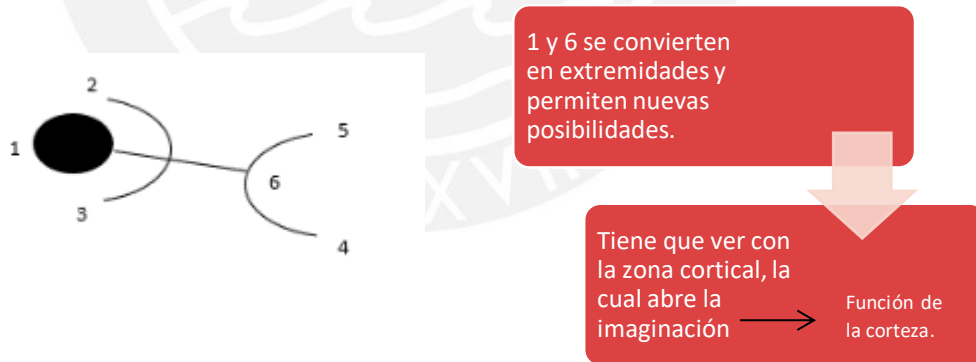 1 y 6 se convierten
en extremidades y
permiten nuevas
posibilidades.
2
1
3
5
6
4
XVII
Tiene que ver con
la zona cortical, la
cual abre la
imaginación
Función de
la corteza.